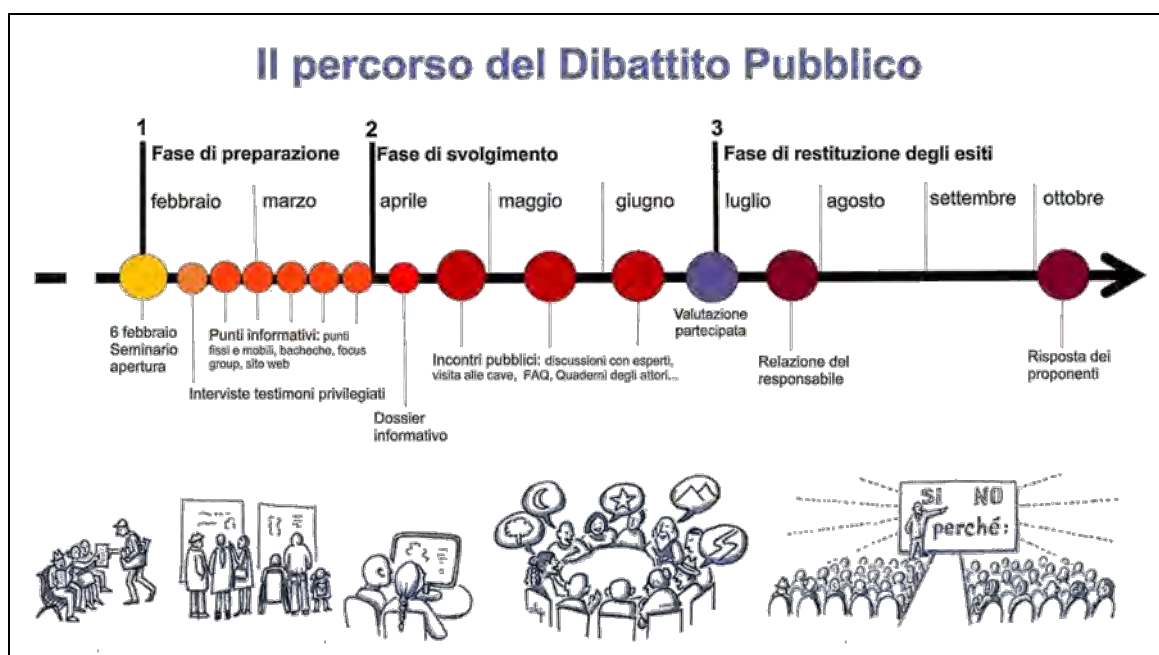 Il percorso del Dibattito Pubblico
1
2
3
Fase di preparazione
Fase di svolgimento
Fase di restituzione degli esiti
febbraio
marzo
aprile
maggio
giugno
luglio
agosto
settembre
ottobre
6 febbraio
Seminario
apertura
Punti informativi: punti
fissi e mobili, bacheche, focus
group, sito web
Interviste testimoni privilegiati
Dossier
informativo
Incontri pubblici: discussioni con esperti,
visita alle cave, FAQ, Quaderni degli attori...
Valutazione
partecipata
Relazione del
responsabile
Risposta dei
proponenti
SI NO
perché: